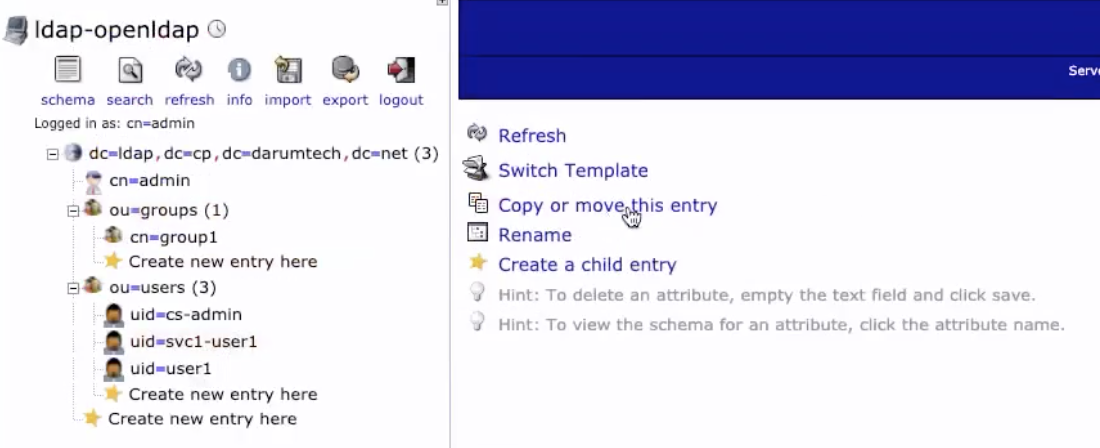 ldap-openldap
schema search refresh info import export logout
Logged in as: cn=admin
dc=ldap,dc=cp,dc=darumtech,dc=net (3)
cn=admin
ou=groups (1)
cn=group1
Create new entry here
ou=users (3)
uid=cs-admin
uid=svc1-user1
uid=user1
Create new entry here
Create new entry here
Refresh
Switch Template
Copy or move this entry
Rename
Create a child entry
Hint: To delete an attribute, empty the text field and click save.
Hint: To view the schema for an attribute, click the attribute name.